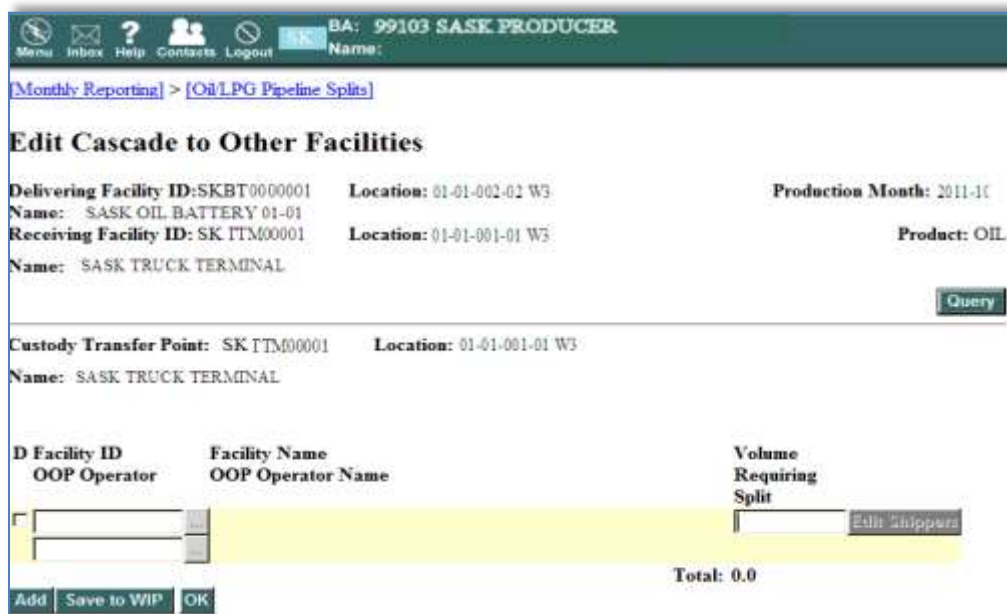 SK BA: 99103 SASK PRODUCER
Menu Inbox Help Contacts Logout Name:
[Monthly Reporting] > [Oil/LPG Pipeline Splits]
Edit Cascade to Other Facilities
Delivering Facility ID:SKBT0000001 Location: 01-01-002-02 W3 Production Month: 2011-10
Name: SASK OIL BATTERY 01-01
Receiving Facility ID: SK TTM00001 Location: 01-01-001-01 W3 Product: OIL
Name: SASK TRUCK TERMINAL
Query
Custody Transfer Point: SK TTM00001 Location: 01-01-001-01 W3
Name: SASK TRUCK TERMINAL
D Facility ID Facility Name Volume
OOP Operator OOP Operator Name Requiring
Split
... Edit Shippers
...
Total: 0.0
Add Save to WIP OK